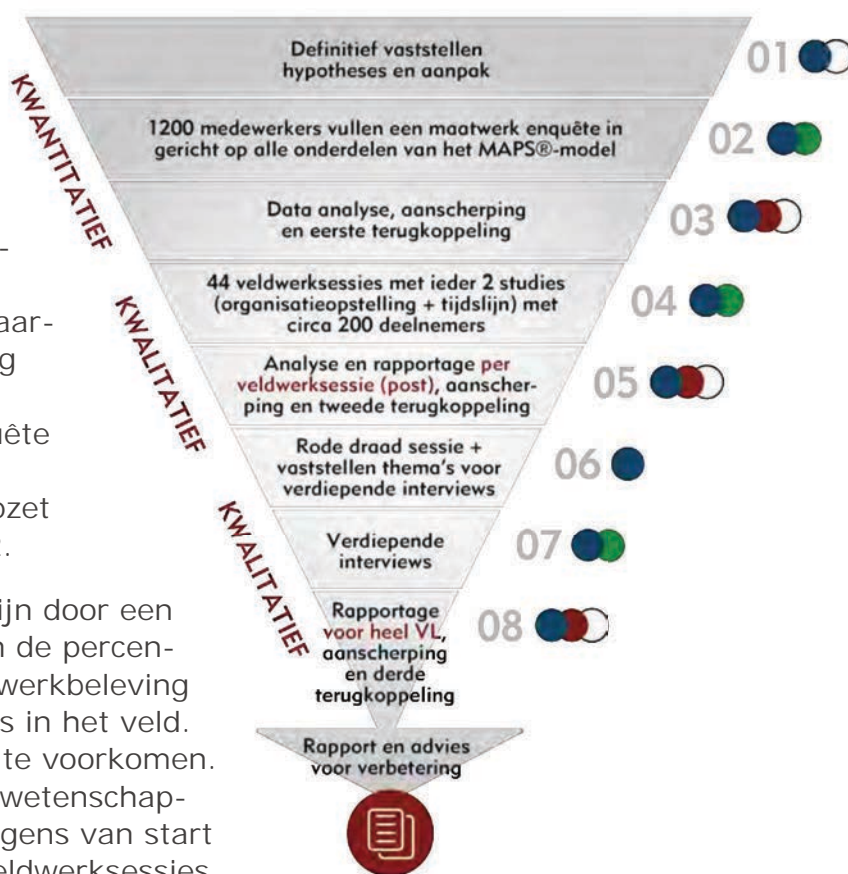 Definitief vaststellen
hypotheses en aanpak
01
1200 medewerkers vullen een maatwerk enquête in
gericht op alle onderdelen van het MAPS®-model
02
KWANTITATIEF
Data analyse, aanscherping
en eerste terugkoppeling
03
44 veldwerksessies met ieder 2 studies
(organisatieopstelling + tijdslijn) met
circa 200 deelnemers
04
KWALITATIEF
Analyse en rapportage per
veldwerksessie (post), aanscher-
ping en tweede terugkoppeling
05
Rode draad sessie +
vaststellen thema's voor
verdiepende interviews
06
KWALITATIEF
Verdiepende
interviews
07
Rapportage
voor heel VL,
aanscherping
en derde
terugkoppeling
08
Rapport en advies
voor verbetering
-
aar-
g
uête
ozet
ijn door een
n de percen-
werkbeleving
s in het veld.
te voorkomen.
wetenschap-
gens van start
eldwerksessies